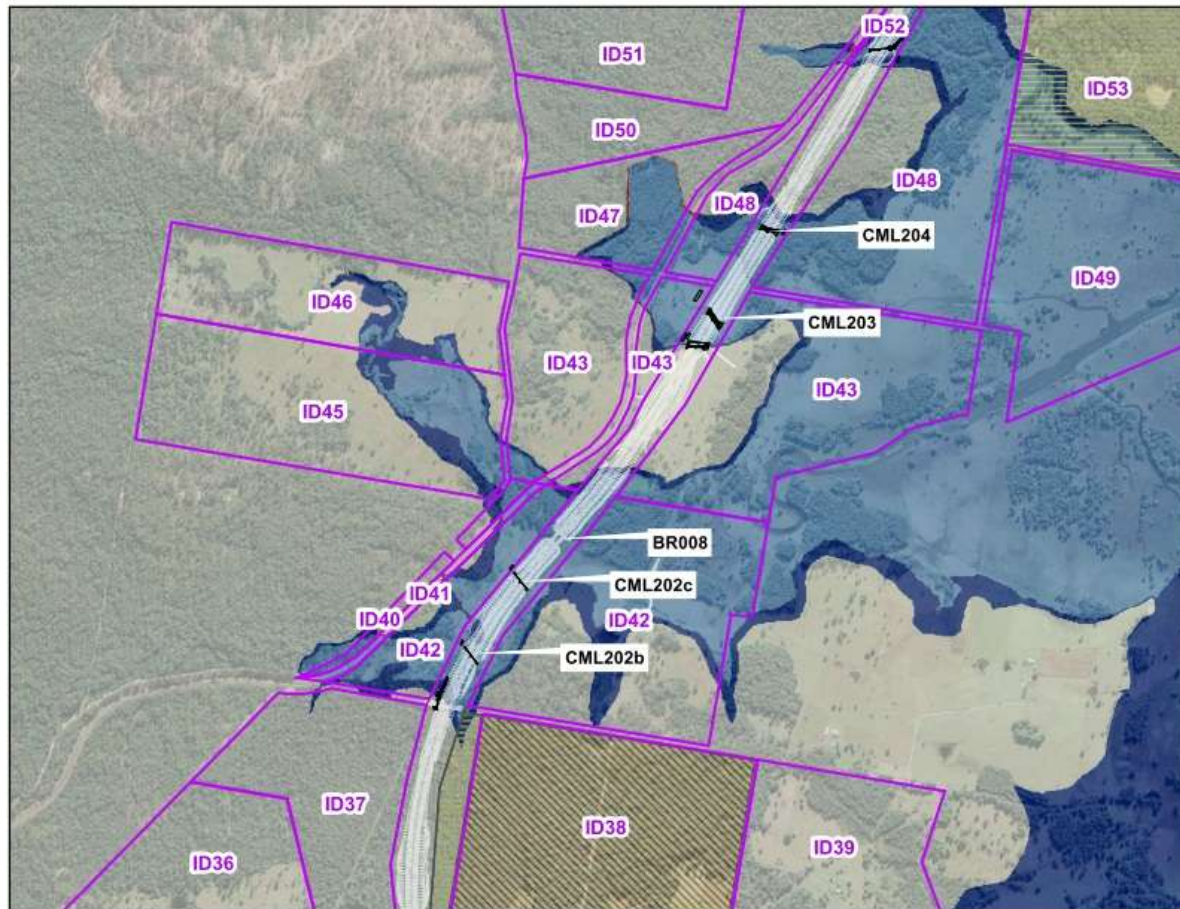 ID52
ID51
ID53
ID50
ID48
ID48
ID47
CML204
ID49
ID46
CML203
ID43
ID43
ID43
ID45
BR008
CML202c
ID41
ID40
ID42
ID42
CML202b
ID37
ID38
ID39
ID36